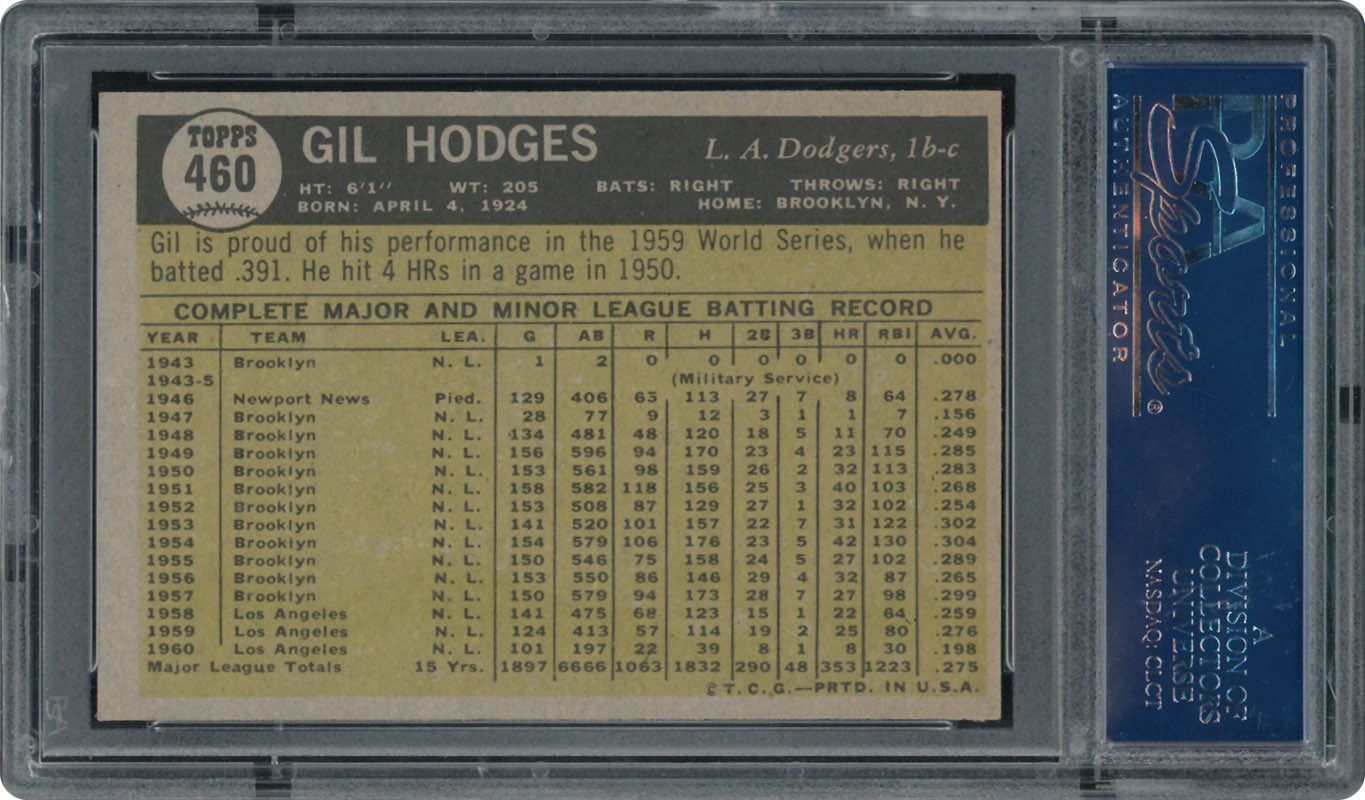 TOPPS
460
GIL HODGES
L. A. Dodgers, 1b-c
HT: 6'1" WT: 205 BATS: RIGHT THROWS: RIGHT
BORN: APRIL 4, 1924 HOME: BROOKLYN, N. Y.
Gil is proud of his performance in the 1959 World Series, when he
batted .391. He hit 4 HRs in a game in 1950.
COMPLETE MAJOR AND MINOR LEAGUE BATTING RECORD
YEAR TEAM LEA. G AB R H 2B 3B HR RBI AVG.
1943 Brooklyn N. L. 1 2 0 0 0 0 0 0 .000
1943-5 (Military Service)
1946 Newport News Pied. 129 406 65 113 27 7 8 64 .278
1947 Brooklyn N. L. 28 77 9 12 3 1 1 7 .156
1948 Brooklyn N. L. 134 481 48 120 18 5 11 70 .249
1949 Brooklyn N. L. 156 596 94 170 23 4 23 115 .285
1950 Brooklyn N. L. 153 561 98 159 26 2 32 113 .283
1951 Brooklyn N. L. 158 582 118 156 25 3 40 103 .268
1952 Brooklyn N. L. 153 508 87 129 27 1 32 102 .254
1953 Brooklyn N. L. 141 520 101 157 22 7 31 122 .302
1954 Brooklyn N. L. 154 579 106 176 23 5 42 130 .304
1955 Brooklyn N. L. 150 546 75 158 24 5 27 102 .289
1956 Brooklyn N. L. 153 550 86 146 29 4 32 87 .265
1957 Brooklyn N. L. 150 579 94 173 28 7 27 98 .299
1958 Los Angeles N. L. 141 475 68 123 15 1 22 64 .259
1959 Los Angeles N. L. 124 413 57 114 19 2 25 80 .276
1960 Los Angeles N. L. 101 197 22 39 8 1 8 30 .198
Major League Totals 15 Yrs. 1897 6666 1063 1832 290 48 353 1223 .275
© T. C. G.—PRTD. IN U.S.A.
PROFESSIONAL
PSA
Sports®
AUTHENTICATOR
A
DIVISION OF
COLLECTORS
UNIVERSE
NASDAQ: CLCT
PSA